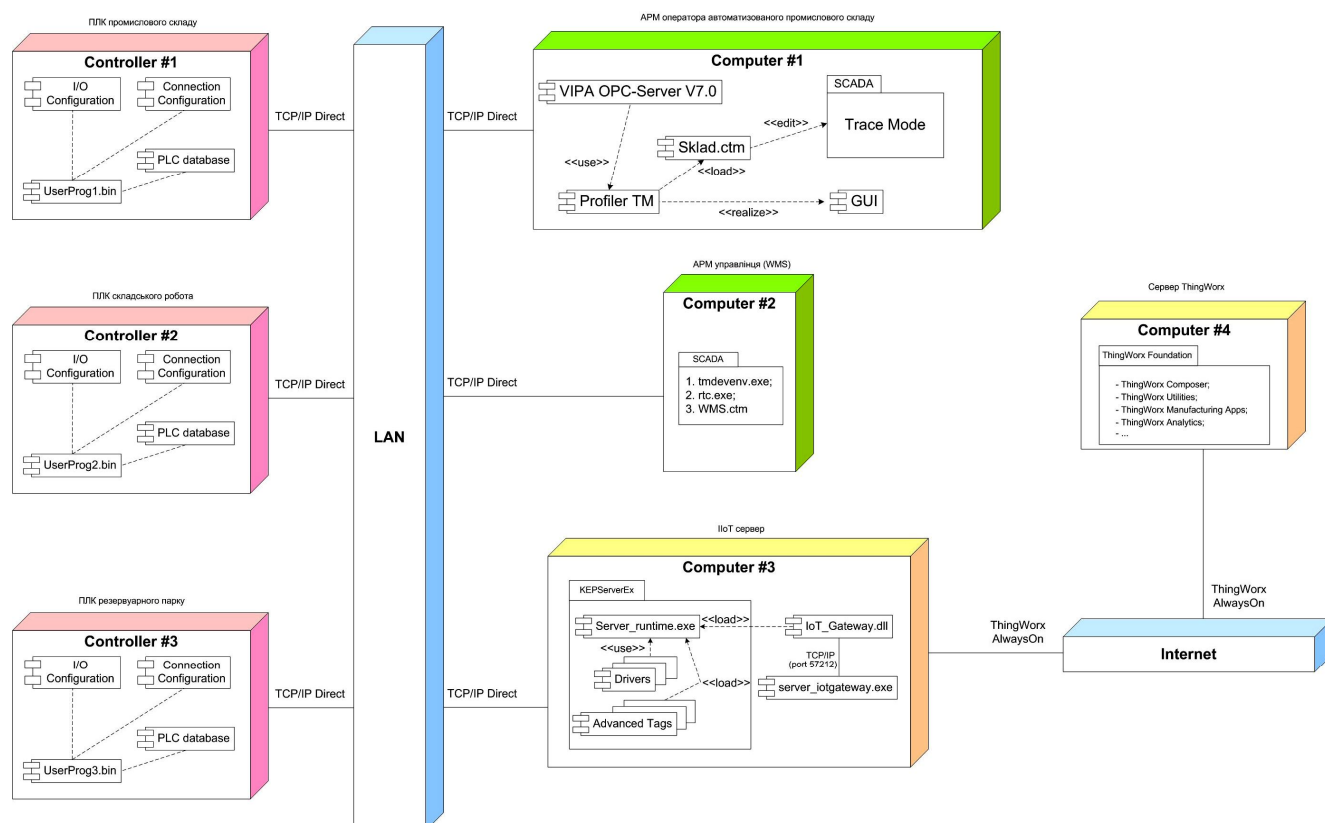 ПЛК промислового складу
Controller #1
I/O
Configuration
Connection
Configuration
PLC database
UserProg1.bin
TCP/IP Direct
ПЛК складського робота
Controller #2
I/O
Configuration
Connection
Configuration
PLC database
UserProg2.bin
TCP/IP Direct
ПЛК резервуарного парку
Controller #3
I/O
Configuration
Connection
Configuration
PLC database
UserProg3.bin
TCP/IP Direct
LAN
АРМ оператора автоматизованого промислового складу
Computer #1
TCP/IP Direct
VIPA OPC-Server V7.0
SCADA
Trace Mode
<<edit>>
Sklad.ctm
<<use>>
<<load>>
Profiler TM
<<realize>>
GUI
АРМ управлінця (WMS)
Computer #2
TCP/IP Direct
SCADA
1. tmdevenv.exe;
2. rtc.exe;
3. WMS.ctm
IIoT сервер
Computer #3
TCP/IP Direct
KEPServerEx
Server_runtime.exe
<<load>>
IoT_Gateway.dll
<<use>>
TCP/IP
(port 57212)
Drivers
<<load>>
server_iotgateway.exe
Advanced Tags
Сервер ThingWorx
Computer #4
ThingWorx Foundation
- ThingWorx Composer;
- ThingWorx Utilities;
- ThingWorx Manufacturing Apps;
- ThingWorx Analytics;
- ...
ThingWorx
AlwaysOn
ThingWorx
AlwaysOn
Internet